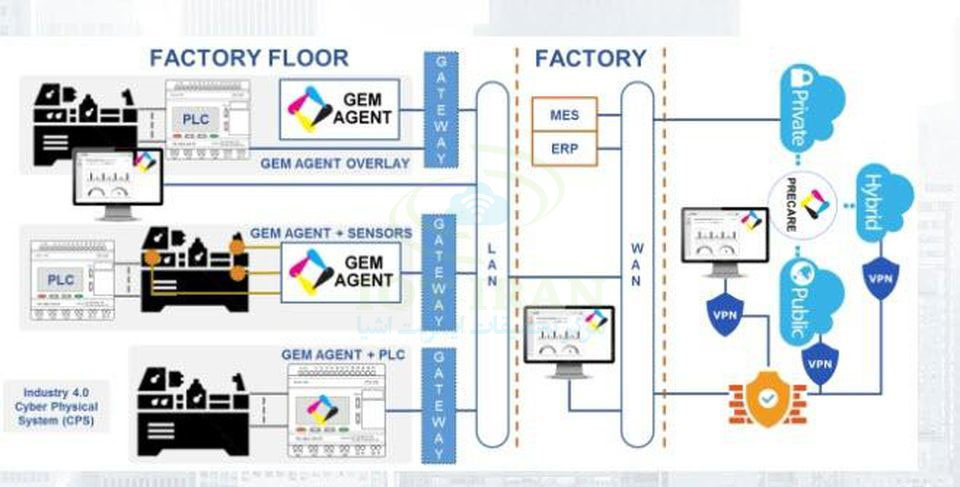 FACTORY FLOOR
FACTORY
PLC
GEM
AGENT
GATEWAY
GEM AGENT OVERLAY
MES
ERP
Private
PRECARE
Hybrid
GEM AGENT + SENSORS
PLC
GEM
AGENT
GATEWAY
LAN
WAN
VPN
VPN
Public
VPN
GEM AGENT + PLC
GATEWAY
Industry 4.0
Cyber Physical
System (CPS)